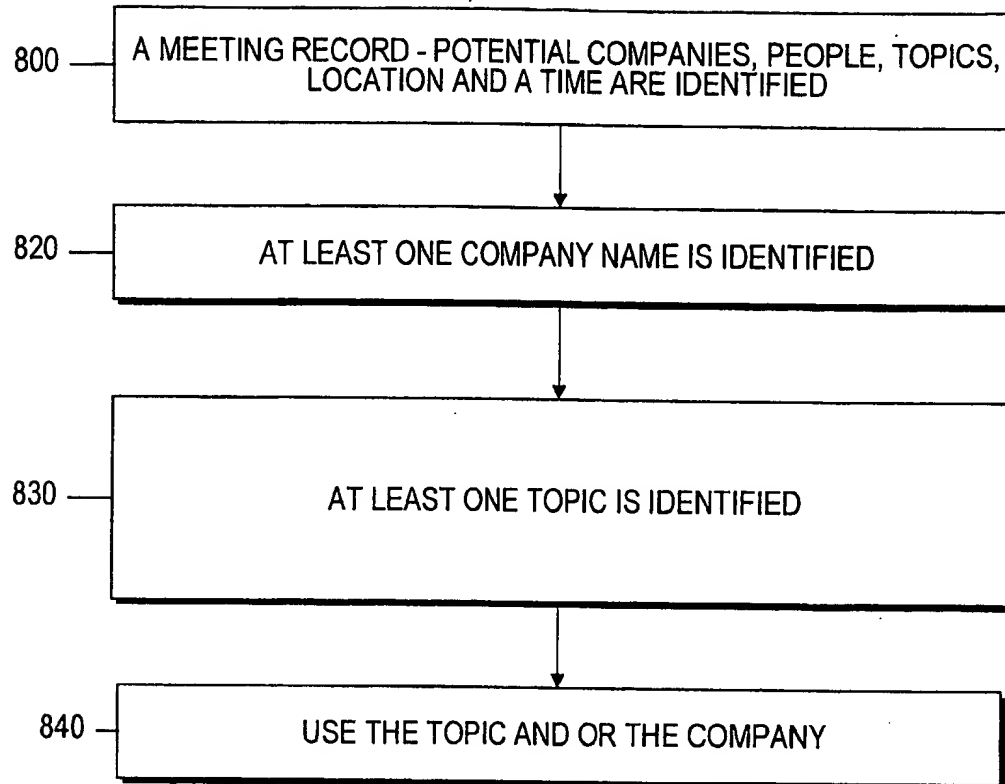 800
A MEETING RECORD - POTENTIAL COMPANIES, PEOPLE, TOPICS,
LOCATION AND A TIME ARE IDENTIFIED
820
AT LEAST ONE COMPANY NAME IS IDENTIFIED
830
AT LEAST ONE TOPIC IS IDENTIFIED
840
USE THE TOPIC AND OR THE COMPANY